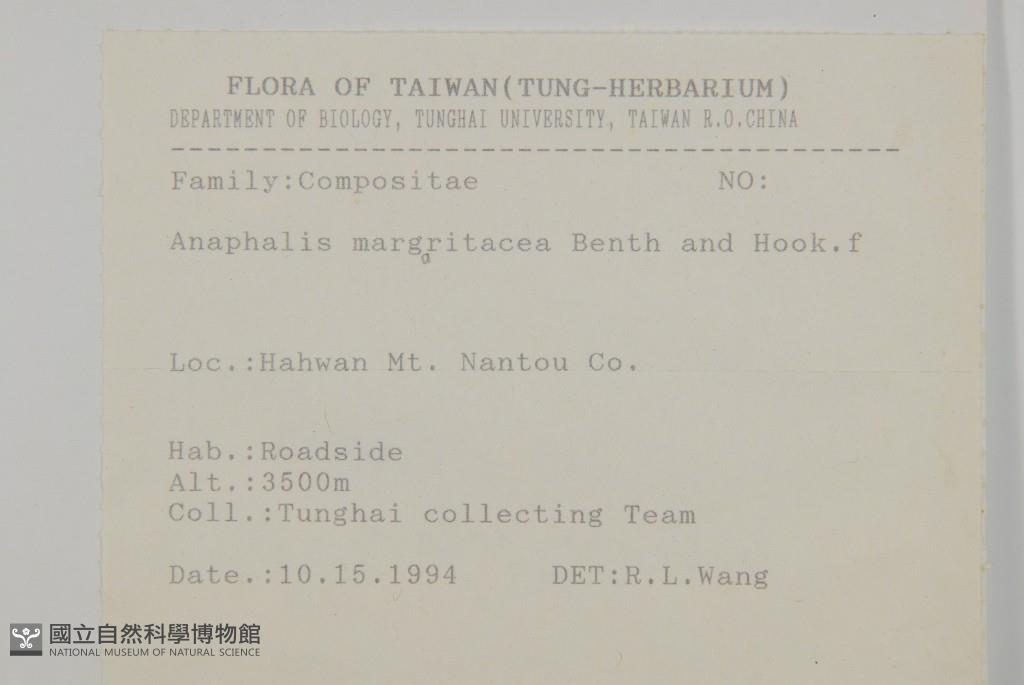 FLORA OF TAIWAN(TUNG-HERBARIUM)
DEPARTMENT OF BIOLOGY, TUNGHAI UNIVERSITY, TAIWAN R.O.CHINA
----------------------------------------
Family:Compositae NO:
Anaphalis margaritacea Benth and Hook.f
Loc.:Hahwan Mt. Nantou Co.
Hab.:Roadside
Alt.:3500m
Coll.:Tunghai collecting Team
Date.:10.15.1994 DET:R.L.Wang
國立自然科學博物館
NATIONAL MUSEUM OF NATURAL SCIENCE